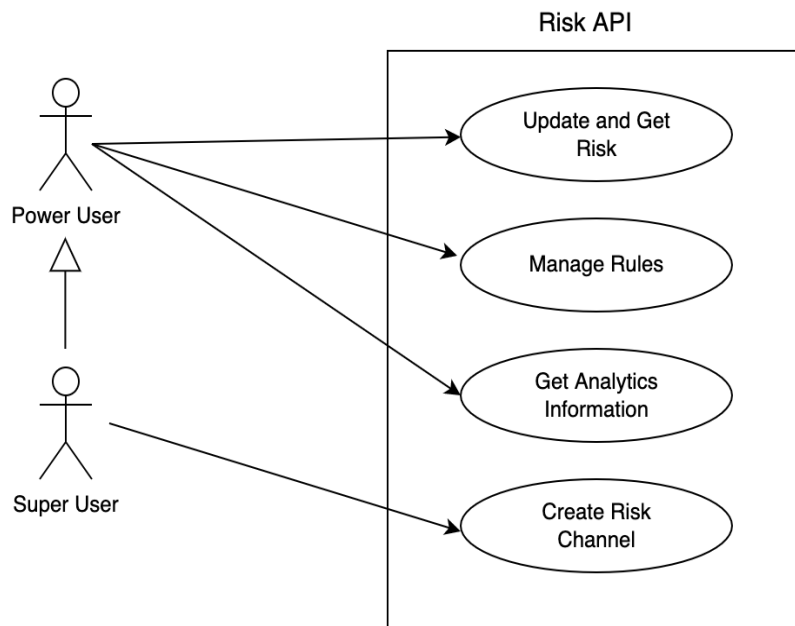 Risk API
Update and Get
Risk
Power User
Manage Rules
Get Analytics
Information
Super User
Create Risk
Channel